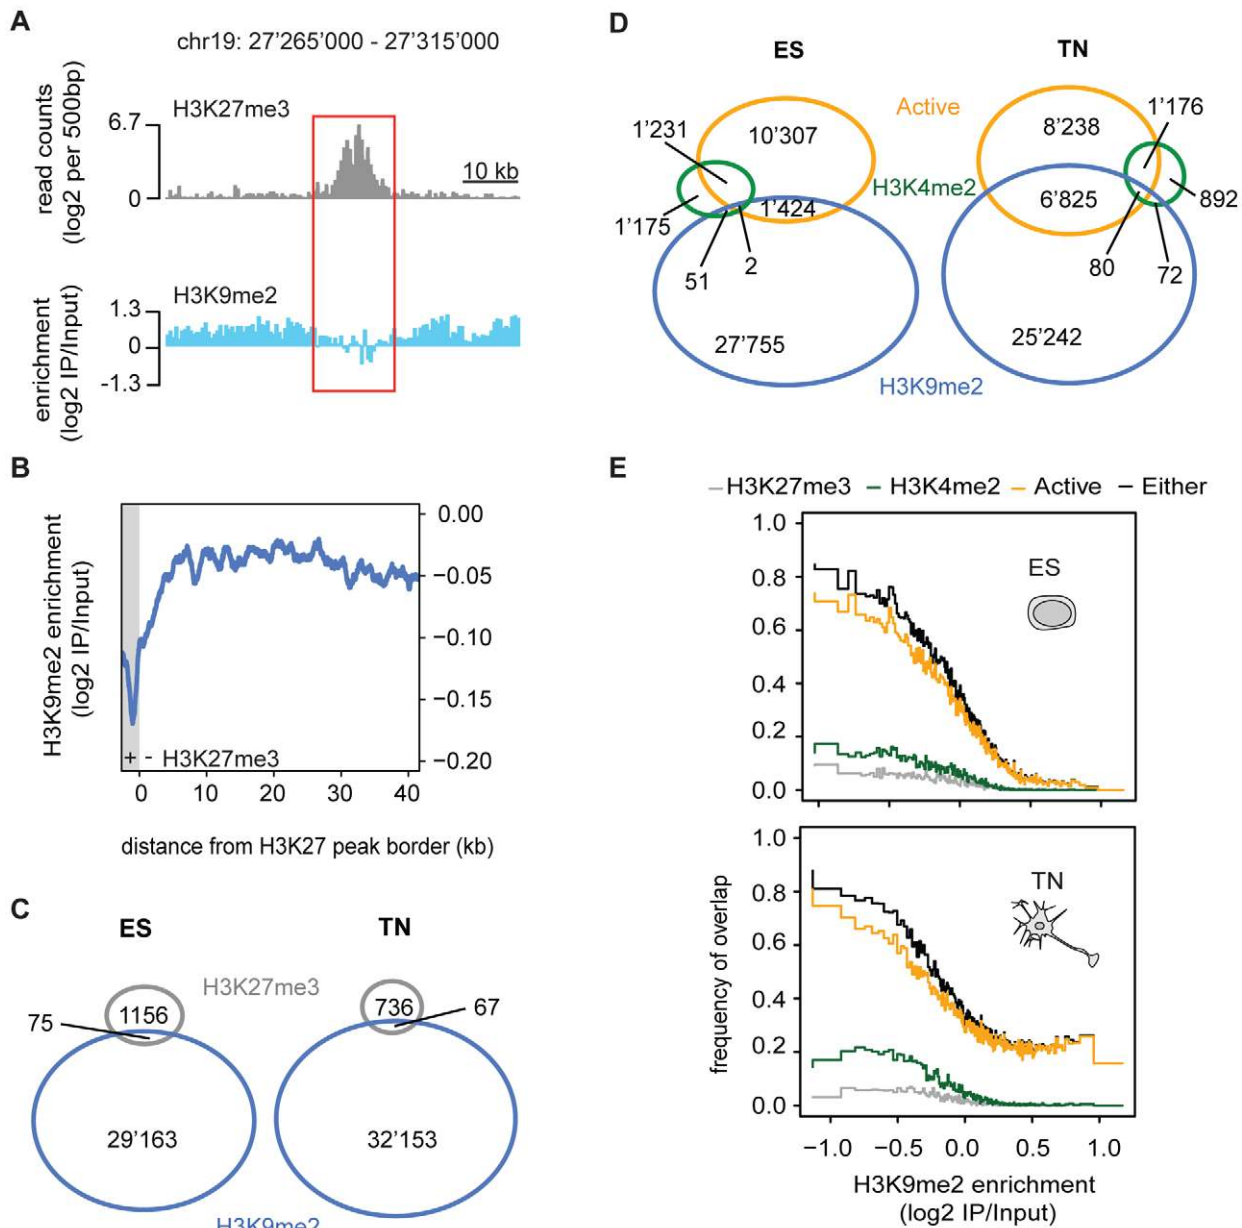 A
chr19: 27’265’000 - 27’315’000
H3K27me3
read counts
(log2 per 500bp)
6.7
0
10 kb
H3K9me2
enrichment
(log2 IP/Input)
1.3
0
-1.3
B
H3K9me2 enrichment
(log2 IP/Input)
0.00
−0.05
−0.10
−0.15
−0.20
+ - H3K27me3
0 10 20 30 40
distance from H3K27 peak border (kb)
C
ES TN
H3K27me3
1156
75
736
67
29’163
32’153
H3K9me2
D
ES TN
Active
1’231
10’307
8’238
1’176
H3K4me2
1’175
1’424
6’825
892
51
2
80
72
27’755
25’242
H3K9me2
E
H3K27me3 H3K4me2 Active Either
1.0
0.8
0.6
0.4
0.2
0.0
ES
frequency of overlap
1.0
0.8
0.6
0.4
0.2
0.0
TN
−1.0 −0.5 0.0 0.5 1.0
H3K9me2 enrichment
(log2 IP/Input)